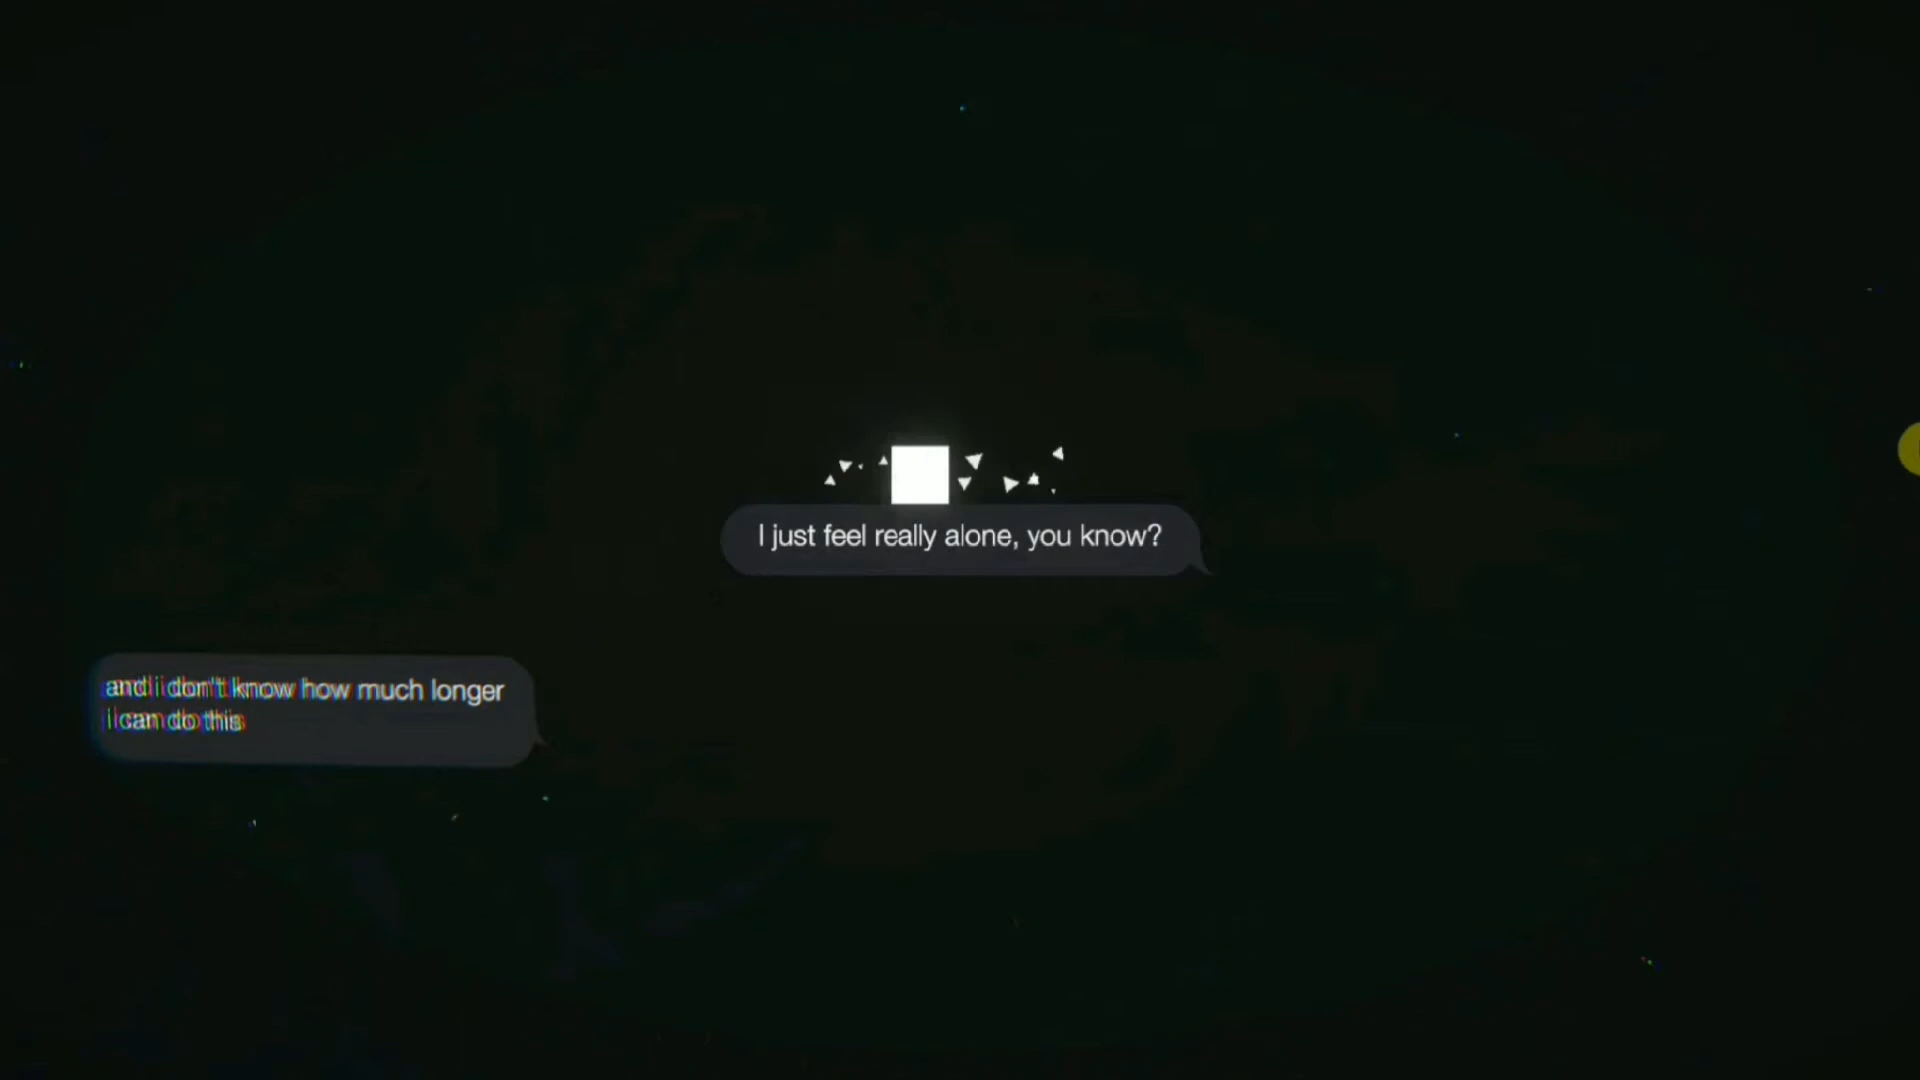 I just feel really alone, you know?
and i don't know how much longer
i can do this